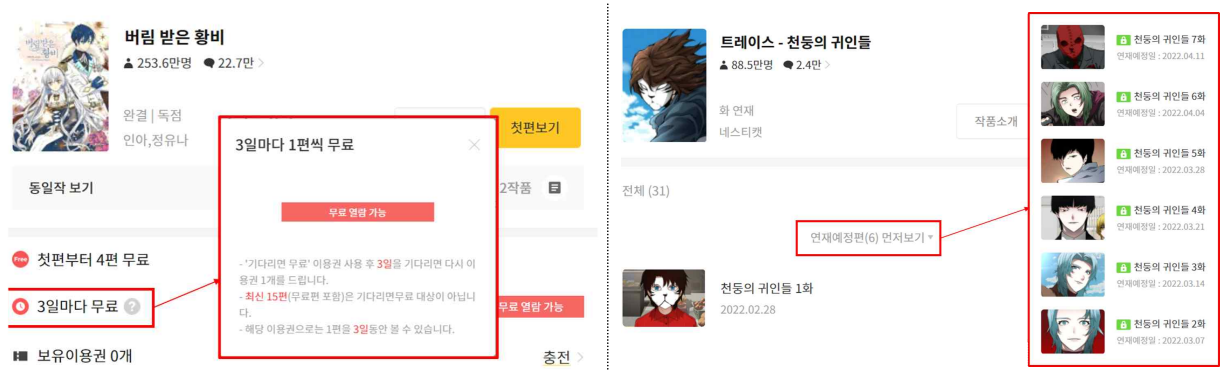 버림 받은 황비
253.6만명 22.7만 >
완결 | 독점
인아,정유나
첫편보기
동일작 보기
2작품
Free 첫편부터 4편 무료
3일마다 무료 ?
무료 열람 가능
보유이용권 0개
충전 >
3일마다 1편씩 무료
무료 열람 가능
- '기다리면 무료' 이용권 사용 후 3일을 기다리면 다시 이
용권 1개를 드립니다.
- 최신 15편(무료편 포함)은 기다리면무료 대상이 아닙니
다.
- 해당 이용권으로는 1편을 3일동안 볼 수 있습니다.
트레이스 - 천둥의 귀인들
88.5만명 2.4만 >
화 연재
네스티캣
작품소개
전체 (31)
연재예정편(6) 먼저보기 ▾
천둥의 귀인들 1화
2022.02.28
천둥의 귀인들 7화
연재예정일 : 2022.04.11
천둥의 귀인들 6화
연재예정일 : 2022.04.04
천둥의 귀인들 5화
연재예정일 : 2022.03.28
천둥의 귀인들 4화
연재예정일 : 2022.03.21
천둥의 귀인들 3화
연재예정일 : 2022.03.14
천둥의 귀인들 2화
연재예정일 : 2022.03.07